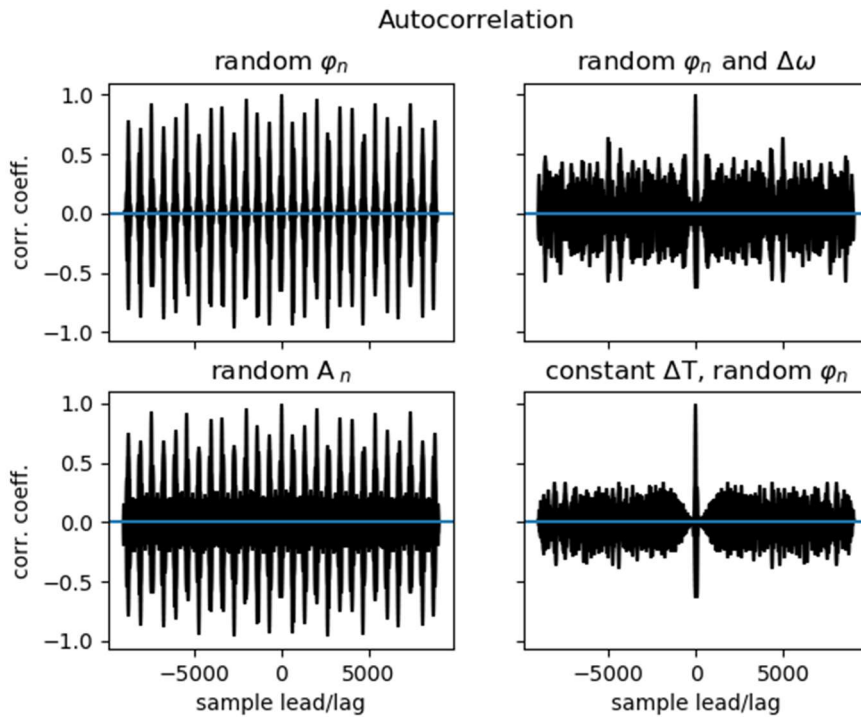 Autocorrelation
random φₙ
random φₙ and Δω
1.0
0.5
0.0
−0.5
−1.0
corr. coeff.
random Aₙ
constant ΔT, random φₙ
1.0
0.5
0.0
−0.5
−1.0
corr. coeff.
−5000 0 5000
−5000 0 5000
sample lead/lag
sample lead/lag